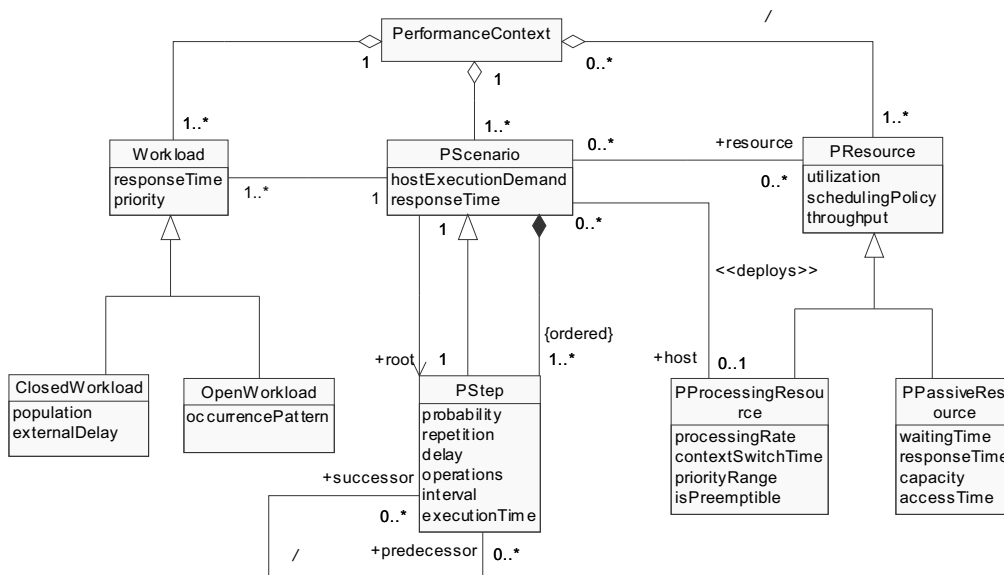 /
PerformanceContext
1
0..*
1
1..*
1..*
1..*
Workload
responseTime
priority
PScenario
hostExecutionDemand
responseTime
0..*
+resource
0..*
PResource
utilization
schedulingPolicy
throughput
1..*
1
1
0..*
<<deploys>>
{ordered}
+root
1
1..*
+host
0..1
ClosedWorkload
population
externalDelay
OpenWorkload
occurrencePattern
PStep
probability
repetition
delay
operations
interval
executionTime
PProcessingResou
rce
processingRate
contextSwitchTime
priorityRange
isPreemptible
PPassiveRes
ource
waitingTime
responseTime
capacity
accessTime
+successor
0..*
/
+predecessor
0..*